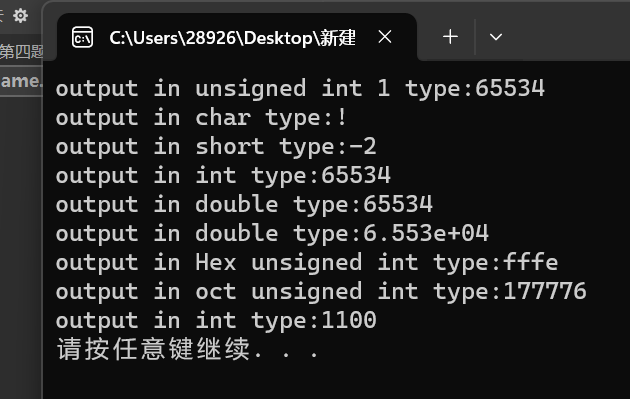 C:\Users\28926\Desktop\新建
第四题
ame.
output in unsigned int 1 type:65534
output in char type:!
output in short type:-2
output in int type:65534
output in double type:65534
output in double type:6.553e+04
output in Hex unsigned int type:fffe
output in oct unsigned int type:177776
output in int type:1100
请按任意键继续. . .